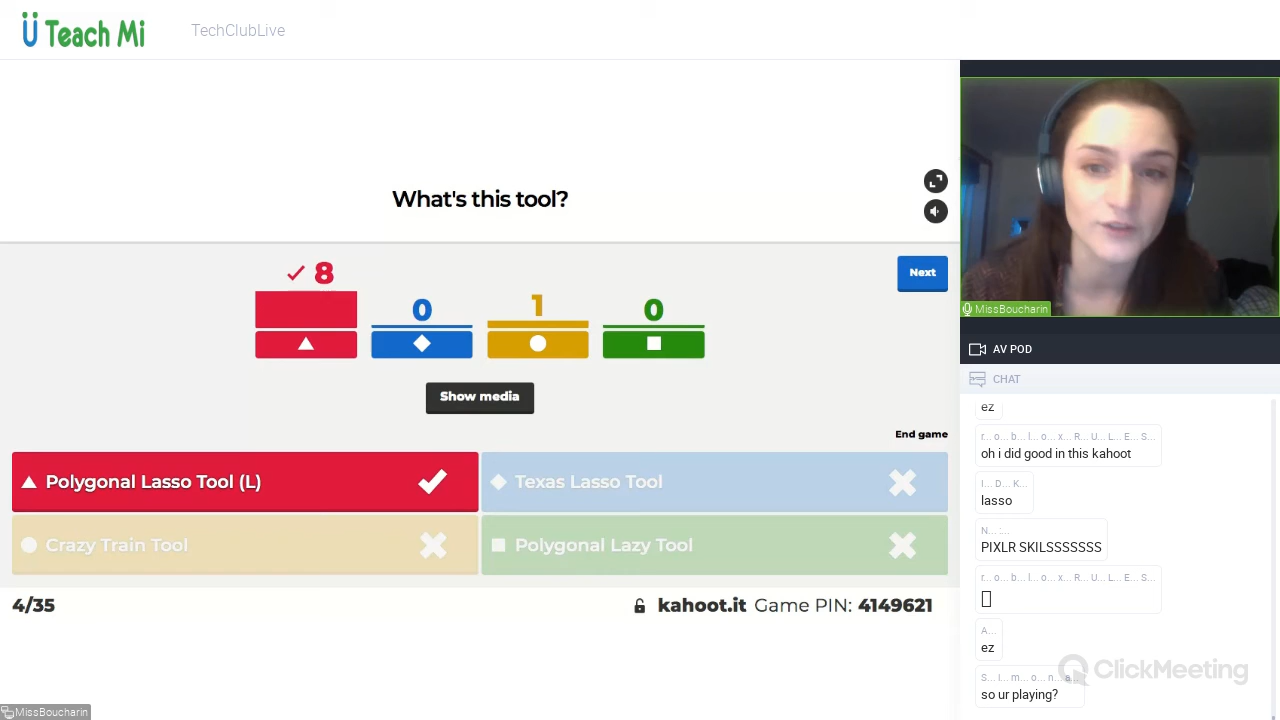 Ü Teach Mi
TechClubLive
What's this tool?
8
0
1
0
Next
Show media
End game
Polygonal Lasso Tool (L)
Texas Lasso Tool
Crazy Train Tool
Polygonal Lazy Tool
4/35
kahoot.it Game PIN: 4149621
MissBoucharin
MissBoucharin
AV POD
CHAT
ez
r... o... b... l... o... x... R... U... L... E... S...
oh i did good in this kahoot
I... D... K...
lasso
N... :...
PIXLR SKILSSSSSSS
r... o... b... l... o... x... R... U... L... E... S...
A...
ez
S... i... m... o... n... a...
so ur playing?
ClickMeeting